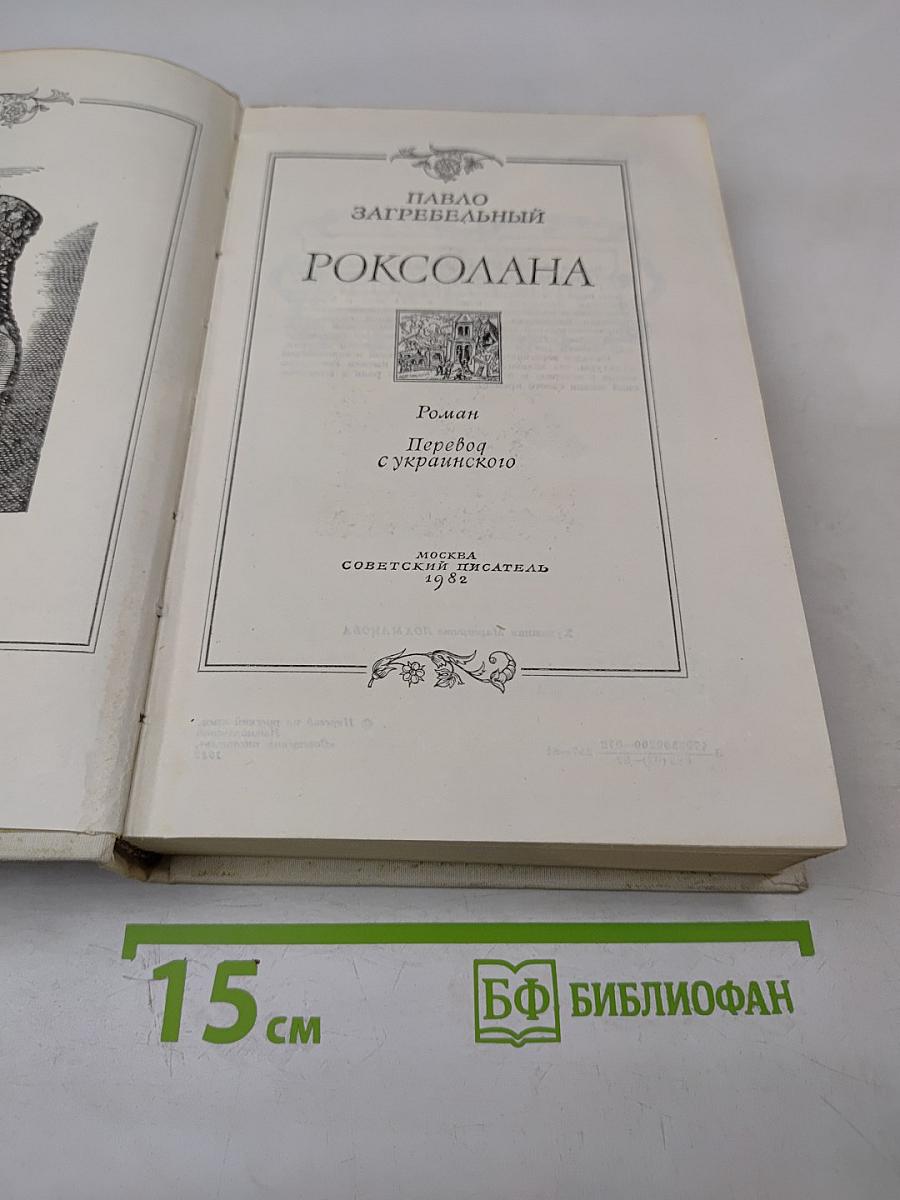 ПАВЛО
ЗАГРЕБЕЛЬНЫЙ
РОКСОЛАНА
Роман
Перевод
с украинского
МОСКВА
СОВЕТСКИЙ ПИСАТЕЛЬ
1982
15 см
БФ БИБЛИОФАН